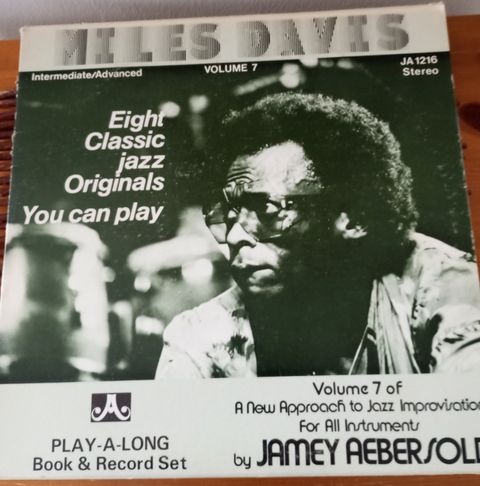 MILES DAVIS
Intermediate/Advanced
VOLUME 7
JA 1216
Stereo
Eight
Classic
jazz
Originals
You can play
A
PLAY-A-LONG
Book & Record Set
Volume 7 of
A New Approach to Jazz Improvisation
For All Instruments
by JAMEY AEBERSOLD